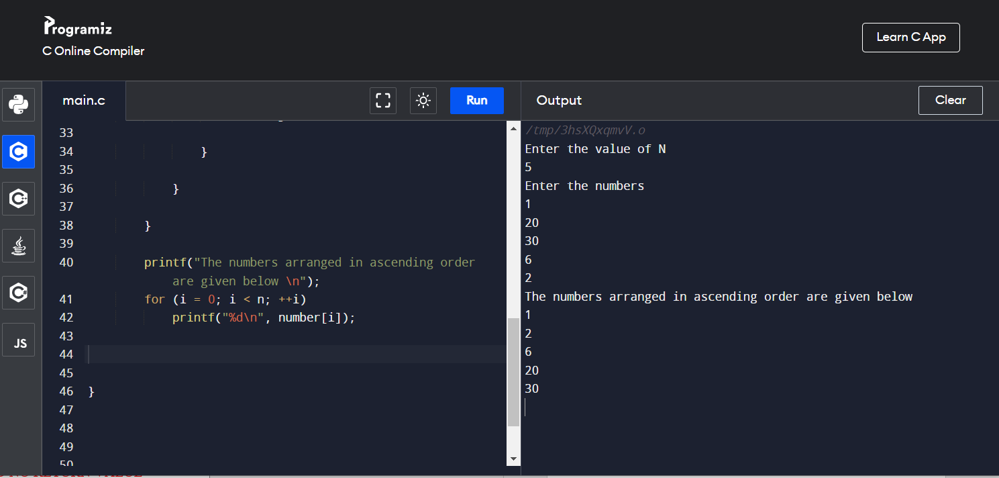 Programiz
C Online Compiler
Learn C App
main.c
Run
Output
Clear
33
34 }
35
36 }
37
38 }
39
40 printf("The numbers arranged in ascending order
are given below \n");
41 for (i = 0; i < n; ++i)
42 printf("%d\n", number[i]);
43
44
45
46 }
47
48
49
50
JS
/tmp/3hsXQxqmvV.o
Enter the value of N
5
Enter the numbers
1
20
30
6
2
The numbers arranged in ascending order are given below
1
2
6
20
30